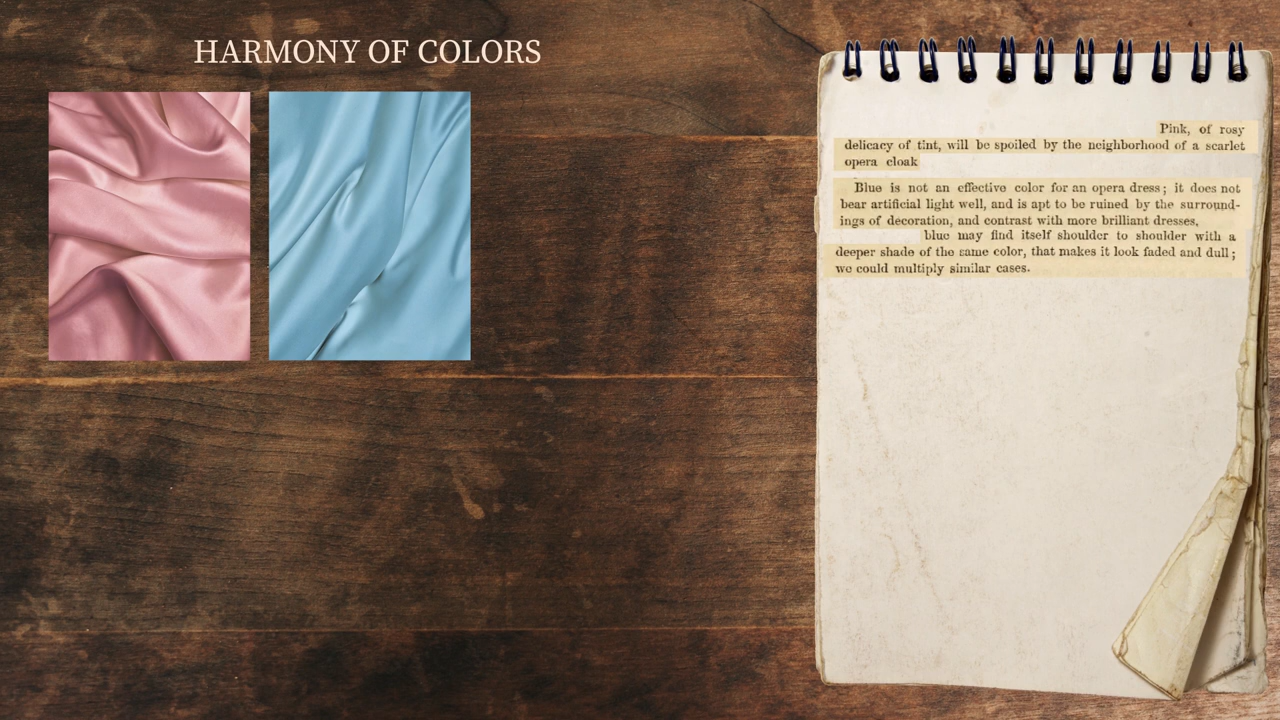 HARMONY OF COLORS
Pink, of rosy
delicacy of tint, will be spoiled by the neighborhood of a scarlet
opera cloak
Blue is not an effective color for an opera dress; it does not
bear artificial light well, and is apt to be ruined by the surround-
ings of decoration, and contrast with more brilliant dresses,
blue may find itself shoulder to shoulder with a
deeper shade of the same color, that makes it look faded and dull;
we could multiply similar cases.